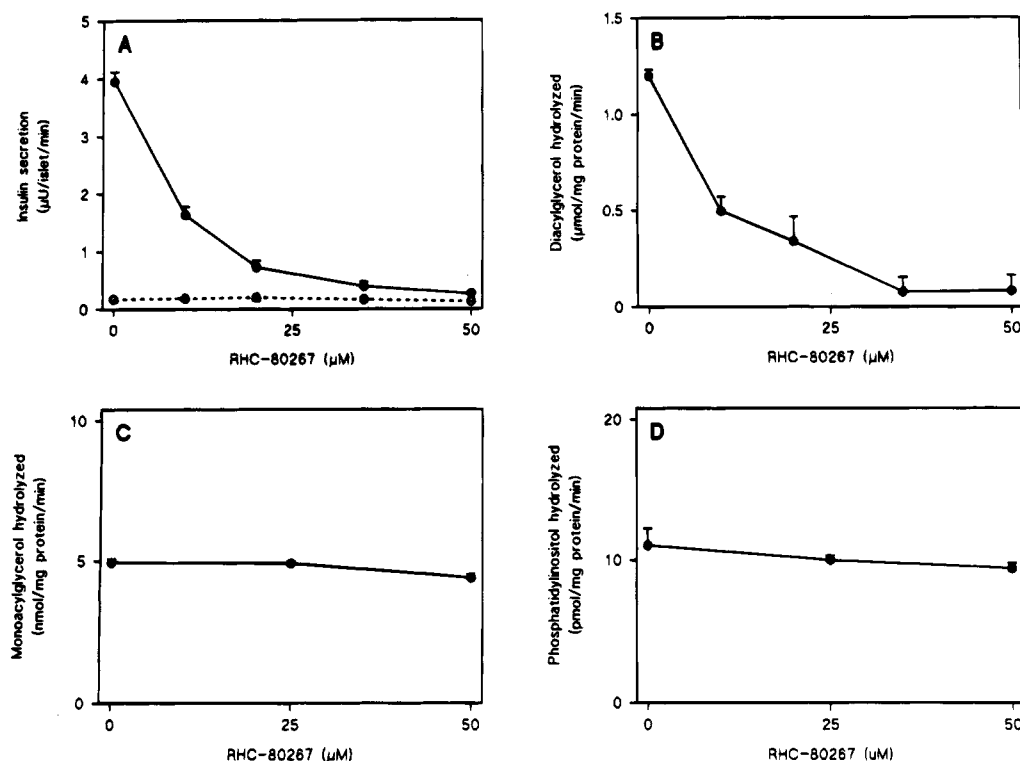 A
Insulin secretion
(µU/islet/min)
5
4
3
2
1
0
0 25 50
RHC-80267 (µM)
B
Diacylglycerol hydrolyzed
(µmol/mg protein/min)
1.5
1.0
0.5
0
0 25 50
RHC-80267 (µM)
C
Monoacylglycerol hydrolyzed
(nmol/mg protein/min)
10
5
0
0 25 50
RHC-80267 (µM)
D
Phosphatidylinositol hydrolyzed
(pmol/mg protein/min)
20
10
0
0 25 50
RHC-80267 (uM)